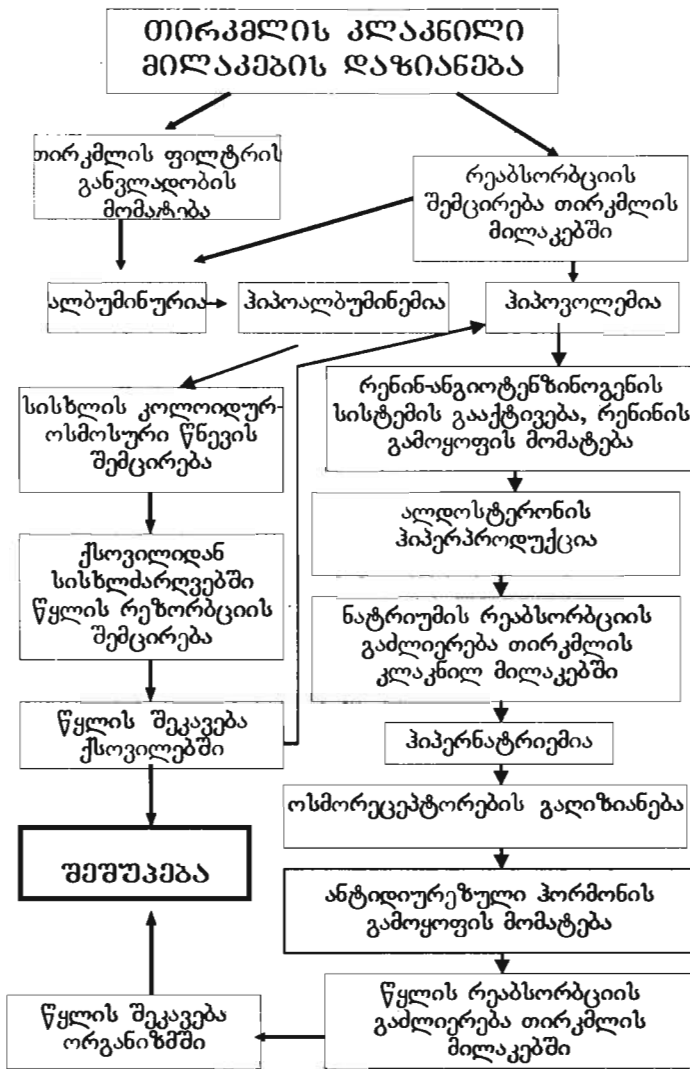 თირკმლის კლაკნილი
მილაკების დაზიანება
თირკმლის ფილტრის
განვლადობის
მომატება
რეაბსორბციის
შემცირება თირკმლის
მილაკებში
ალბუმინურია
ჰიპოალბუმინემია
ჰიპოვოლემია
სისხლის კოლოიდურ-
ოსმოსური წნევის
შემცირება
რენინ-ანგიოტენზინოგენის
სისტემის გააქტივება, რენინის
გამოყოფის მომატება
ალდოსტერონის
ჰიპერპროდუქცია
ქსოვილიდან
სისხლძარღვებში
წყლის რეზორბციის
შემცირება
ნატრიუმის რეაბსორბციის
გაძლიერება თირკმლის
კლაკნილ მილაკებში
წყლის შეკავება
ქსოვილებში
ჰიპერნატრიემია
ოსმორეცეპტორების გაღიზიანება
შეშუპება
ანტიდიურეზული ჰორმონის
გამოყოფის მომატება
წყლის შეკავება
ორგანიზმში
წყლის რეაბსორბციის
გაძლიერება თირკმლის
მილაკებში